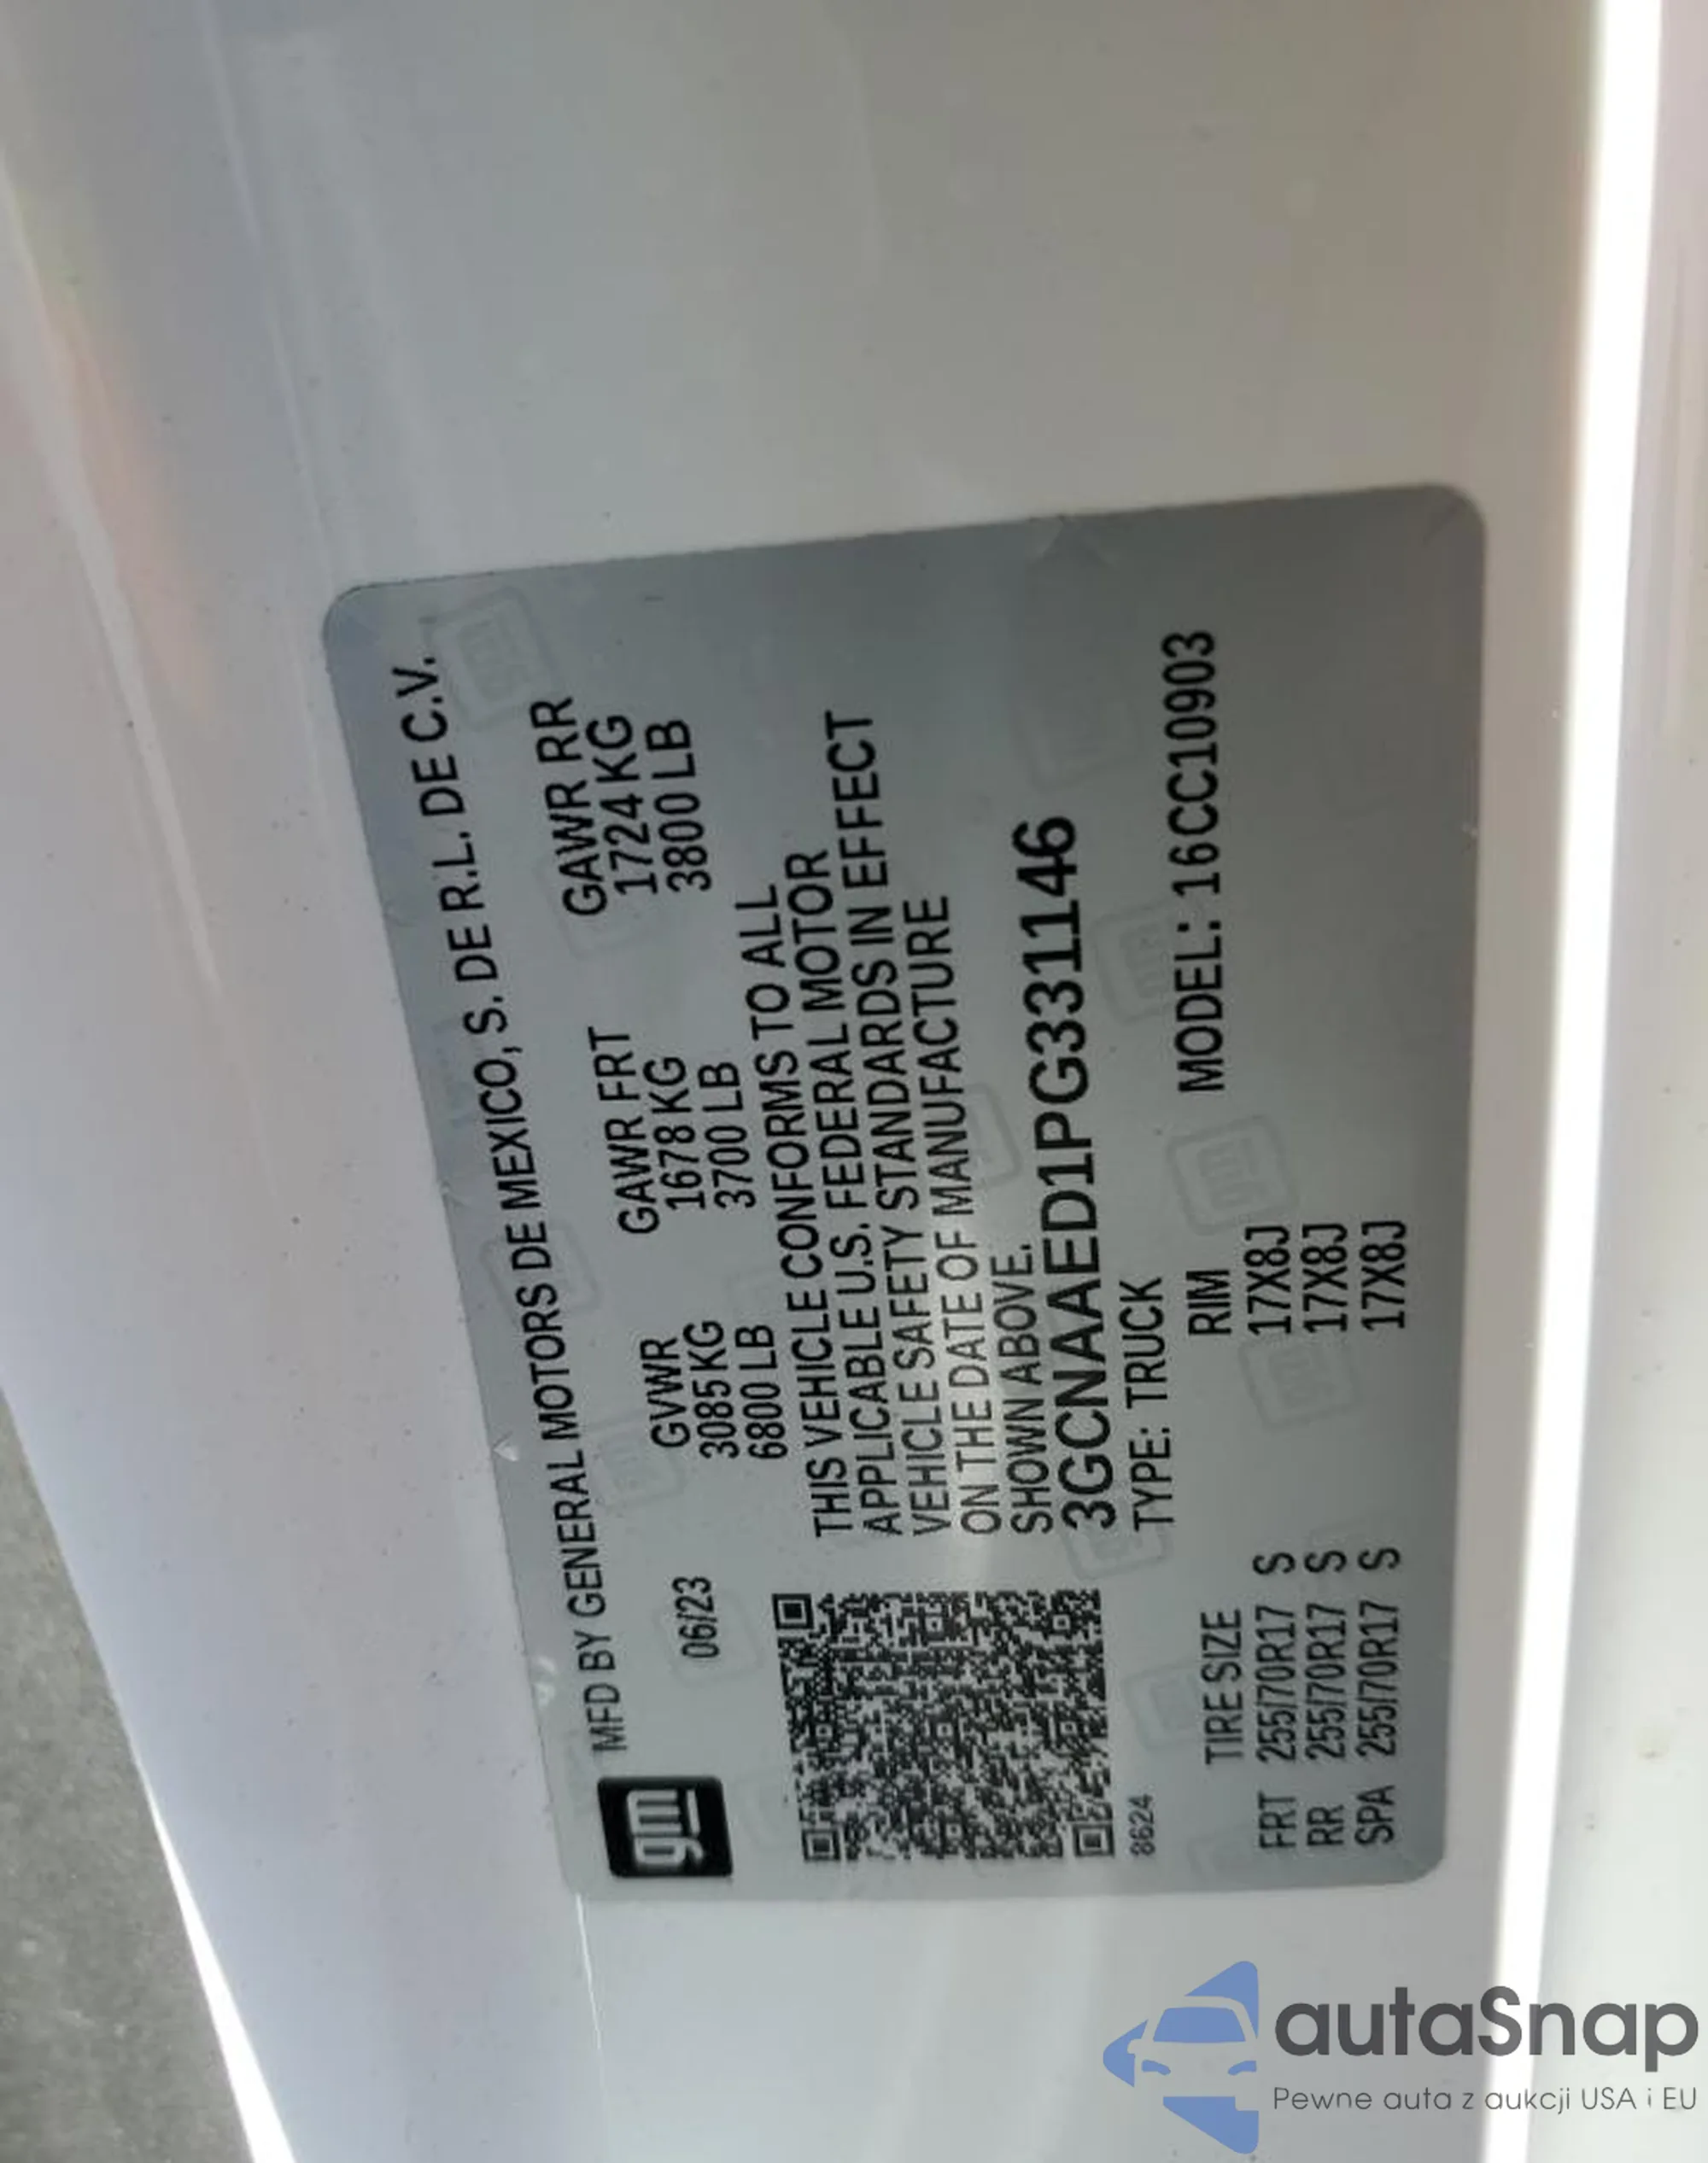 gm
MFD BY GENERAL MOTORS DE MEXICO, S. DE R.L. DE C.V.
06/23 GVWR GAWR FRT GAWR RR
3085 KG 1678 KG 1724 KG
6800 LB 3700 LB 3800 LB
THIS VEHICLE CONFORMS TO ALL
APPLICABLE U.S. FEDERAL MOTOR
VEHICLE SAFETY STANDARDS IN EFFECT
ON THE DATE OF MANUFACTURE
SHOWN ABOVE.
3GCNAAED1PG331146
8624 TYPE: TRUCK
TIRE SIZE RIM MODEL: 16CC10903
FRT 255/70R17 S 17X8J
RR 255/70R17 S 17X8J
SPA 255/70R17 S 17X8J
autaSnap
Pewne auta z aukcji USA i EU